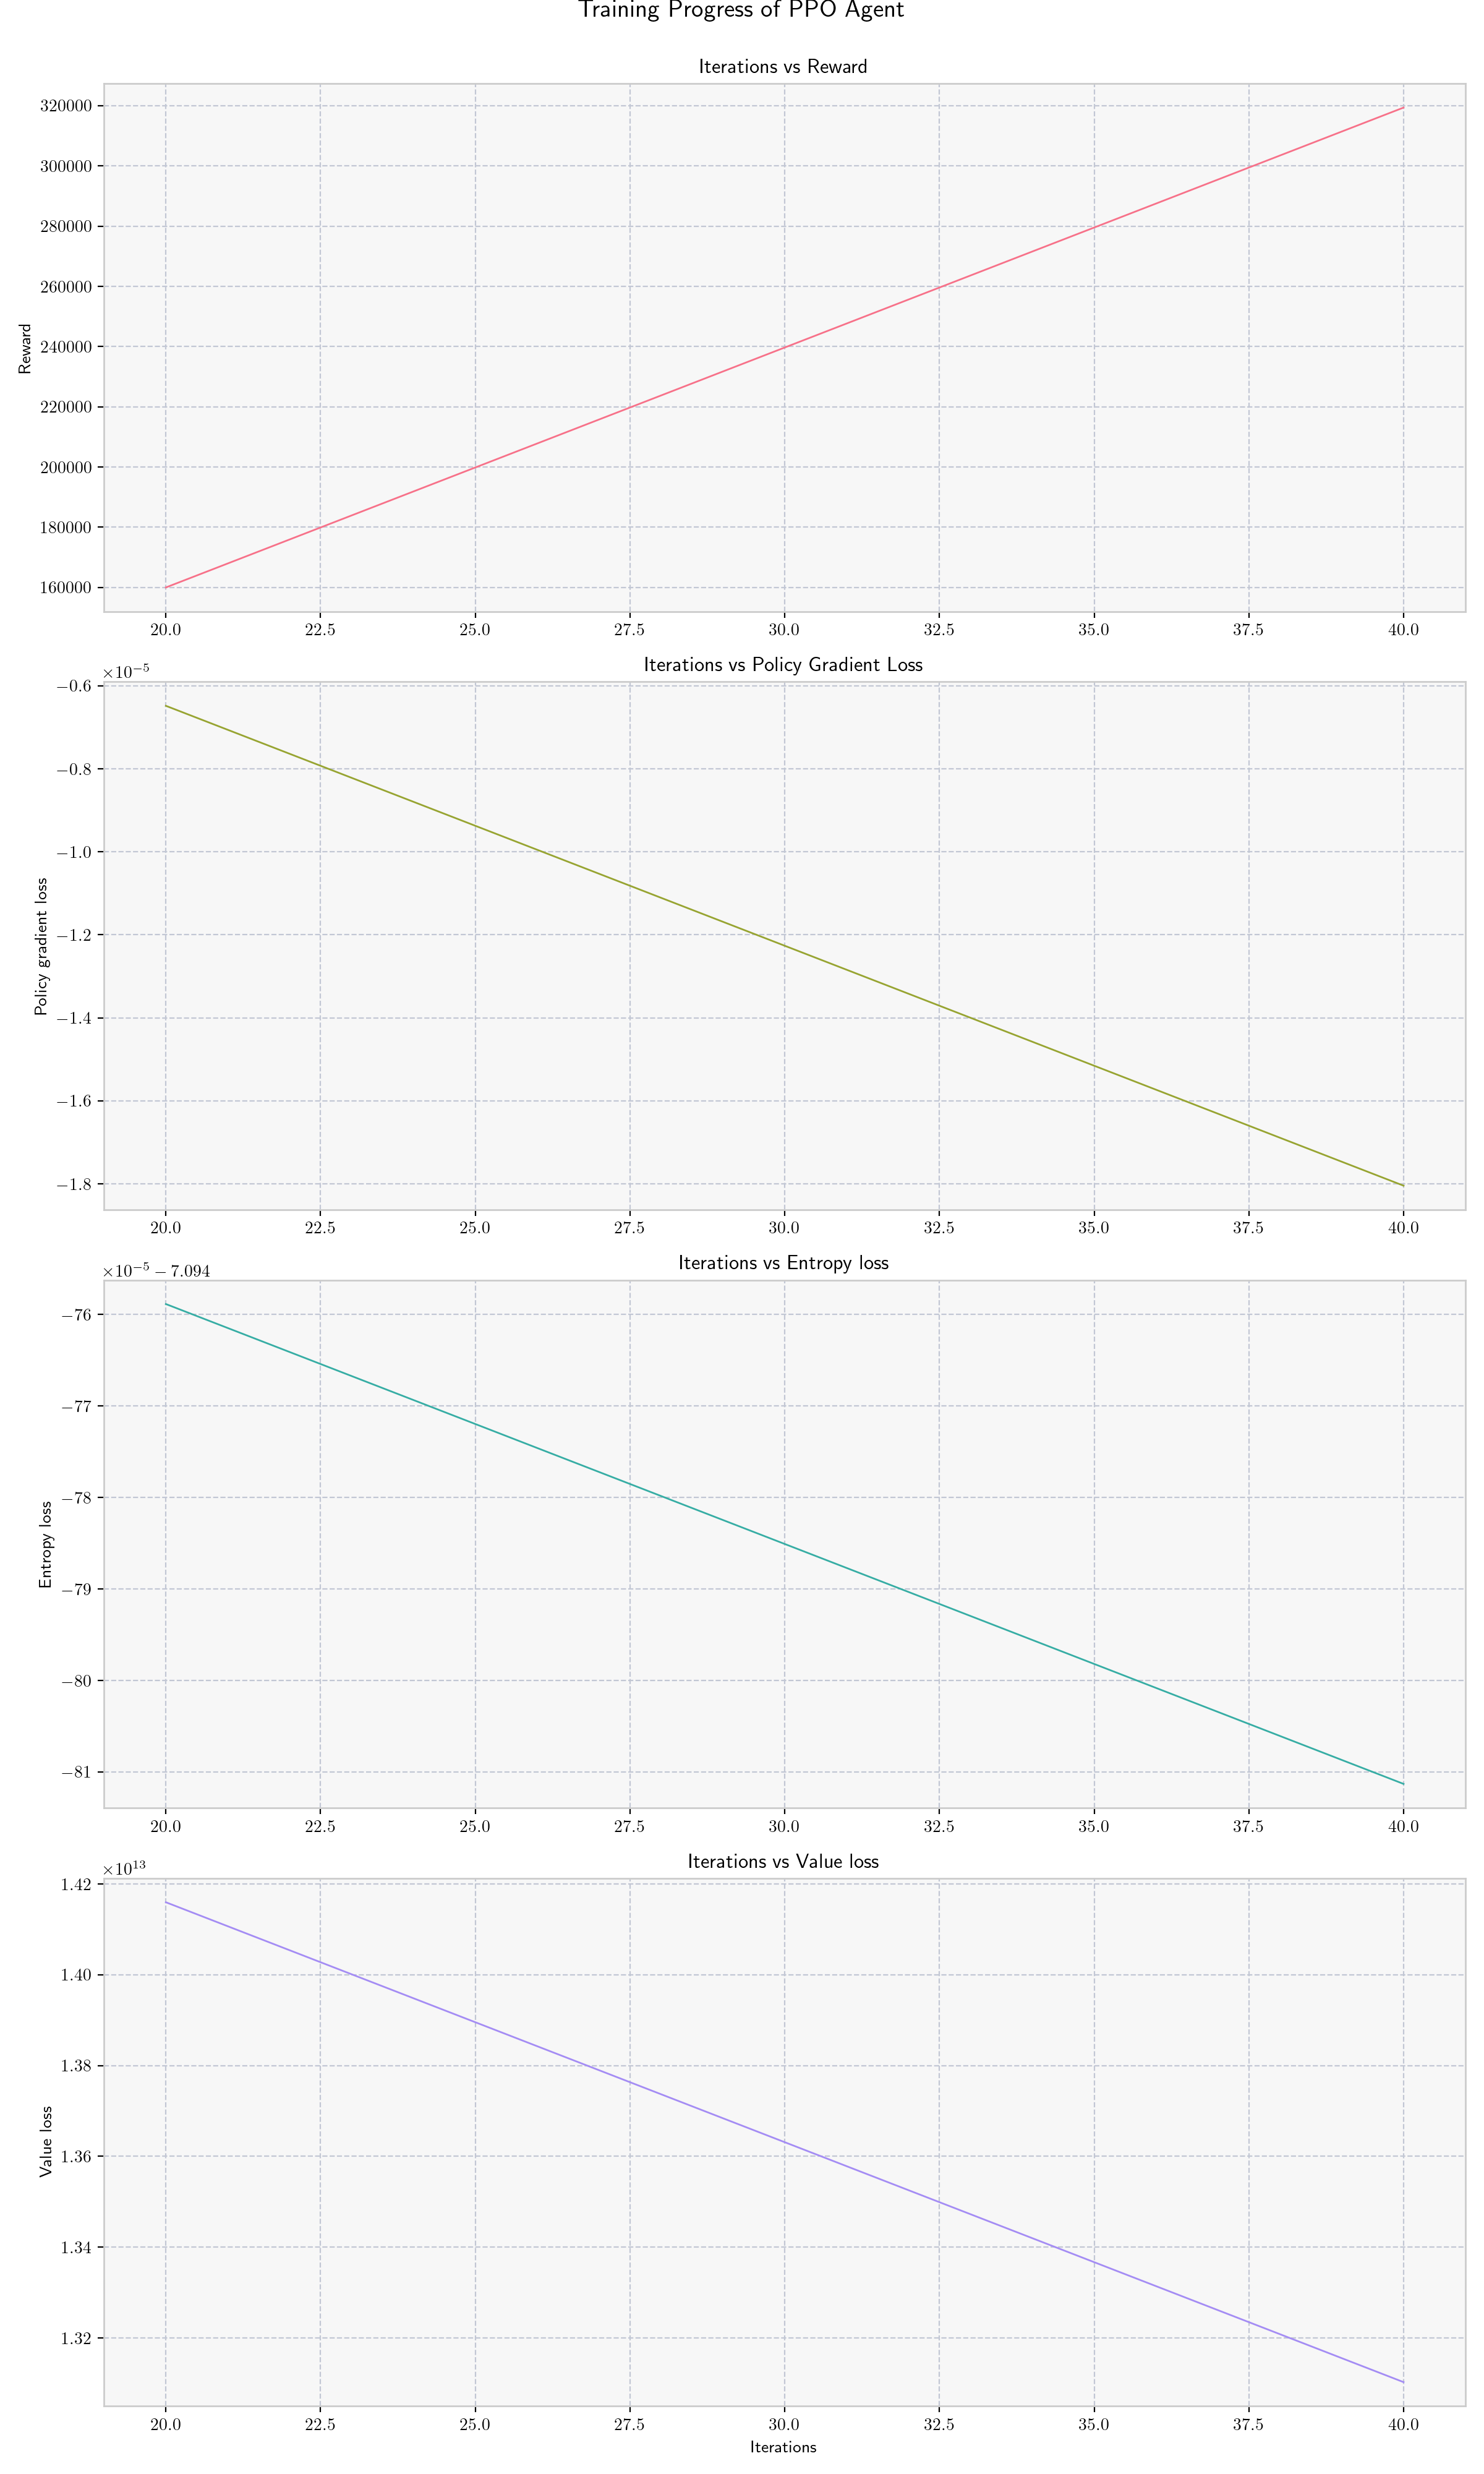 Training Progress of PPO Agent
Iterations vs Reward
320000
300000
280000
260000
240000
220000
200000
180000
160000
Reward
20.0 22.5 25.0 27.5 30.0 32.5 35.0 37.5 40.0
Iterations vs Policy Gradient Loss
×10⁻⁵
−0.6
−0.8
−1.0
−1.2
−1.4
−1.6
−1.8
Policy gradient loss
20.0 22.5 25.0 27.5 30.0 32.5 35.0 37.5 40.0
Iterations vs Entropy loss
×10⁻⁵ − 7.094
−76
−77
−78
−79
−80
−81
Entropy loss
20.0 22.5 25.0 27.5 30.0 32.5 35.0 37.5 40.0
Iterations vs Value loss
×10¹³
1.42
1.40
1.38
1.36
1.34
1.32
Value loss
20.0 22.5 25.0 27.5 30.0 32.5 35.0 37.5 40.0
Iterations